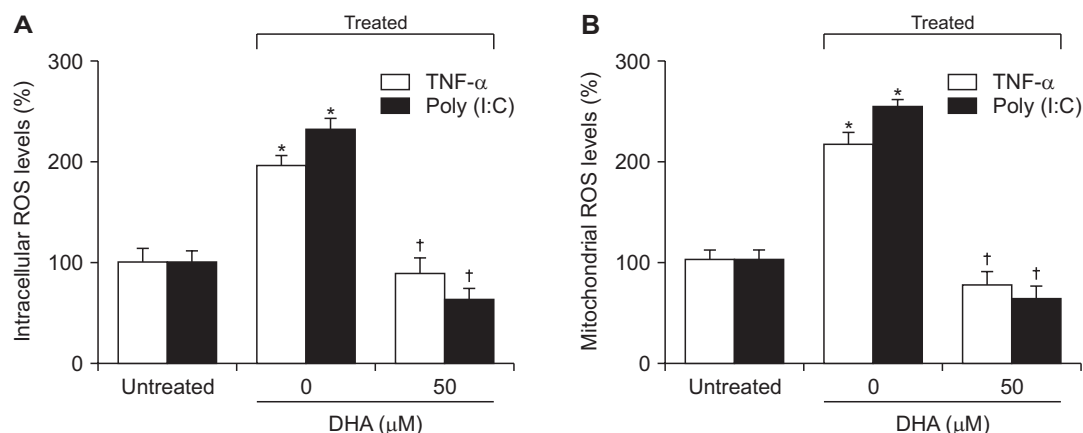 A
Treated
300
200
100
0
Intracellular ROS levels (%)
TNF-α
Poly (I:C)
*
*
†
†
Untreated
0
50
DHA (μM)
B
Treated
300
200
100
0
Mitochondrial ROS levels (%)
TNF-α
Poly (I:C)
*
*
†
†
Untreated
0
50
DHA (μM)